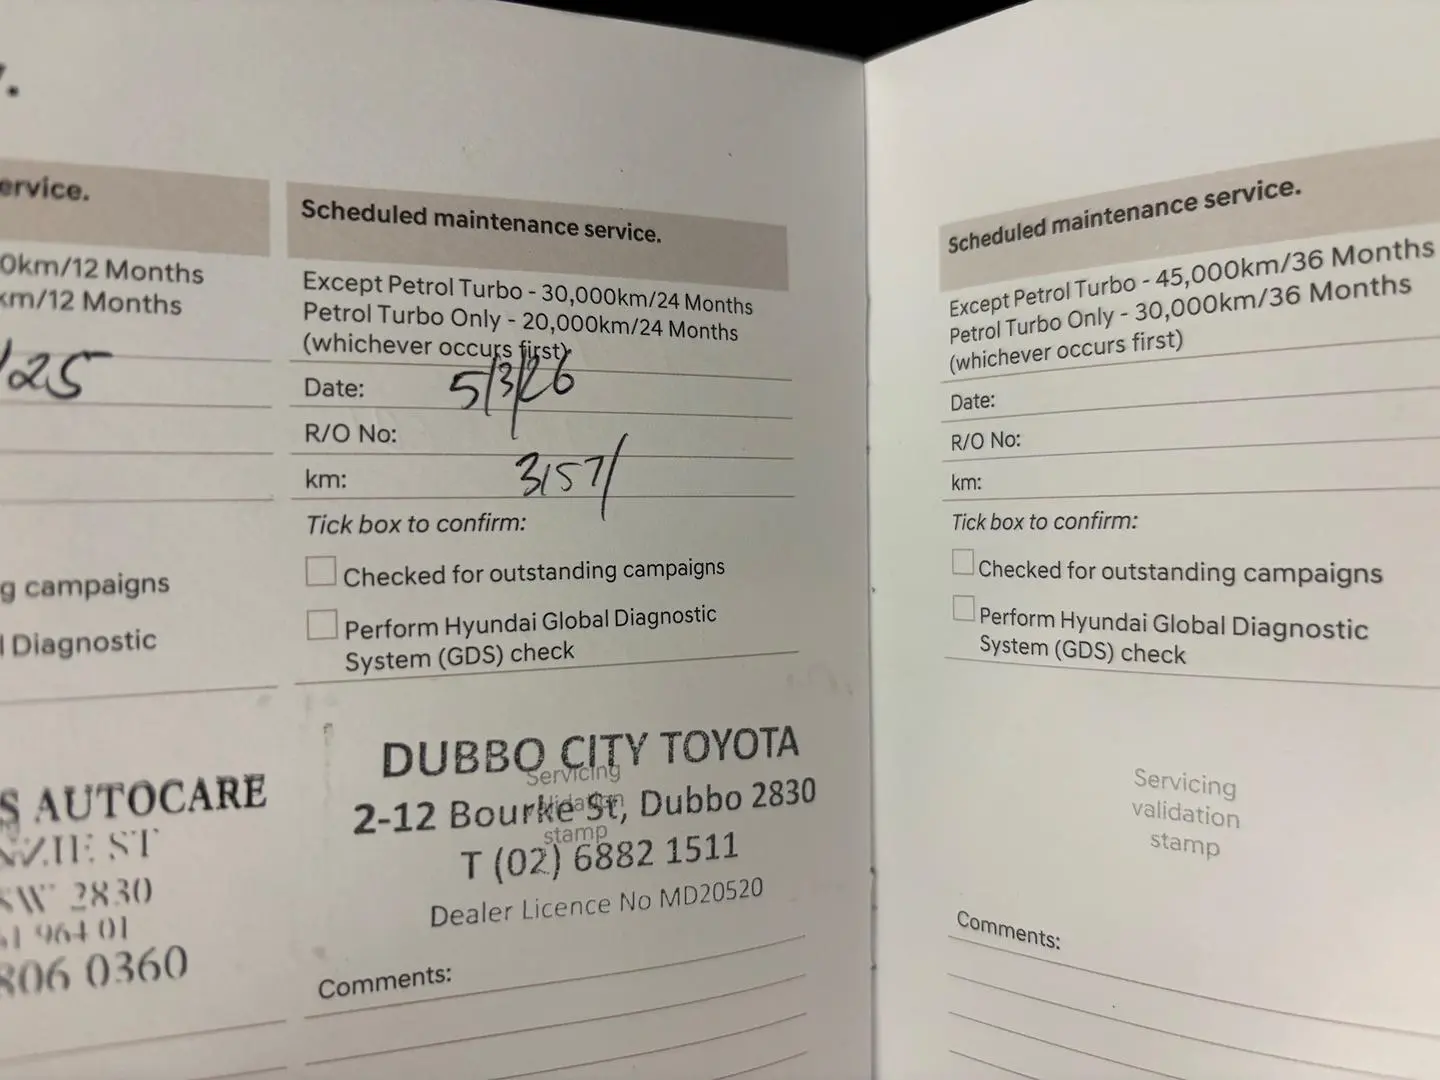 ervice.
0km/12 Months
km/12 Months
/25
g campaigns
l Diagnostic
S AUTOCARE
ST
2830
964 01
806 0360
Scheduled maintenance service.
Except Petrol Turbo - 30,000km/24 Months
Petrol Turbo Only - 20,000km/24 Months
(whichever occurs first)
Date: 5/3/26
R/O No:
km: 31571
Tick box to confirm:
Checked for outstanding campaigns
Perform Hyundai Global Diagnostic
System (GDS) check
DUBBO CITY TOYOTA
Servicing
2-12 Bourke St, Dubbo 2830
validation
stamp
T (02) 6882 1511
Dealer Licence No MD20520
Comments:
Scheduled maintenance service.
Except Petrol Turbo - 45,000km/36 Months
Petrol Turbo Only - 30,000km/36 Months
(whichever occurs first)
Date:
R/O No:
km:
Tick box to confirm:
Checked for outstanding campaigns
Perform Hyundai Global Diagnostic
System (GDS) check
Servicing
validation
stamp
Comments: